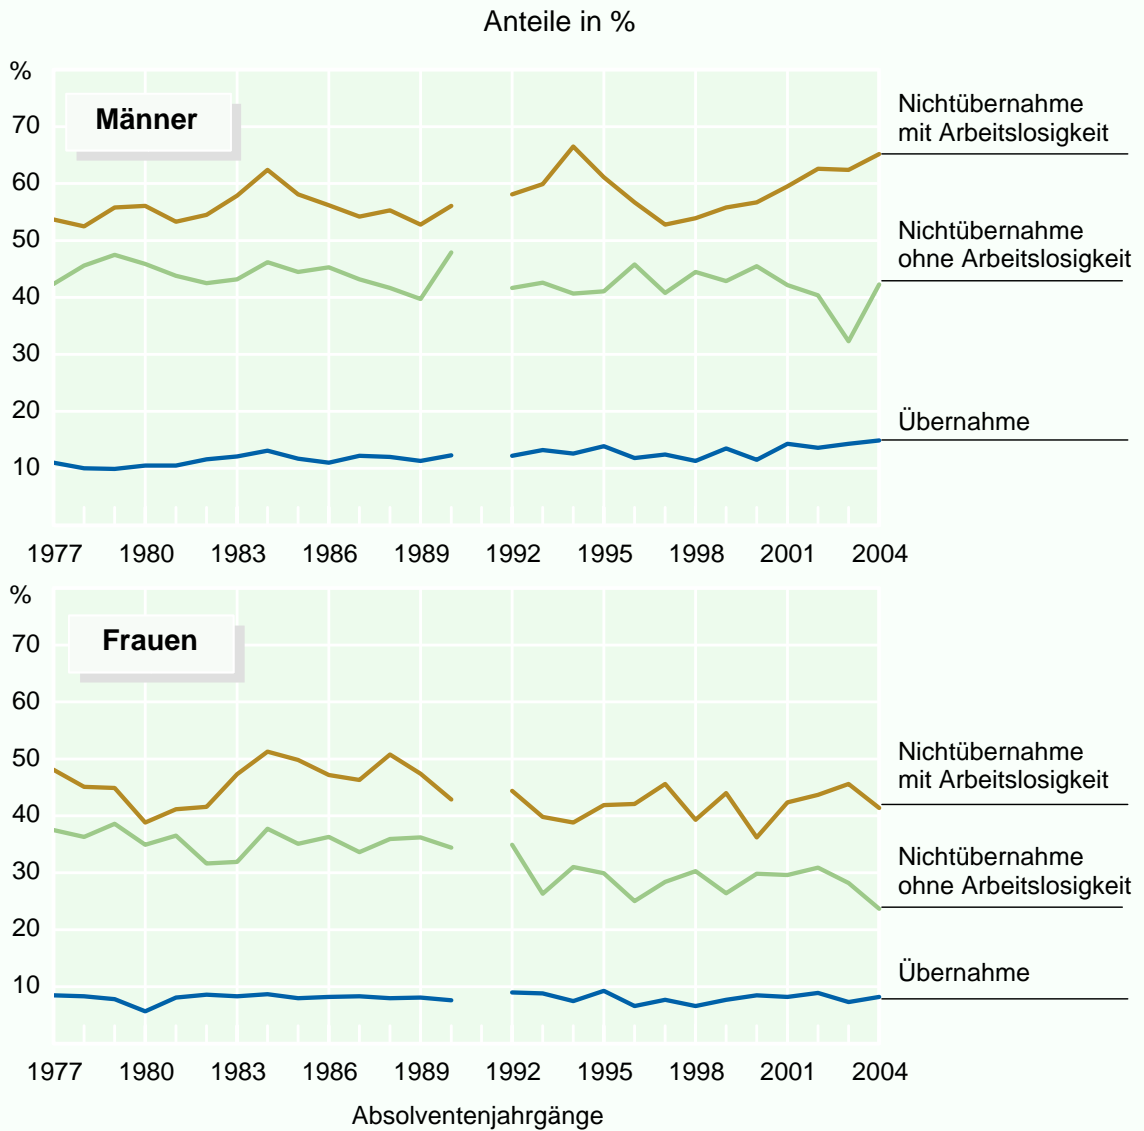 Anteile in %
%
Männer
70
60
50
40
30
20
10
Nichtübernahme
mit Arbeitslosigkeit
Nichtübernahme
ohne Arbeitslosigkeit
Übernahme
1977 1980 1983 1986 1989 1992 1995 1998 2001 2004
%
Frauen
70
60
50
40
30
20
10
Nichtübernahme
mit Arbeitslosigkeit
Nichtübernahme
ohne Arbeitslosigkeit
Übernahme
1977 1980 1983 1986 1989 1992 1995 1998 2001 2004
Absolventenjahrgänge